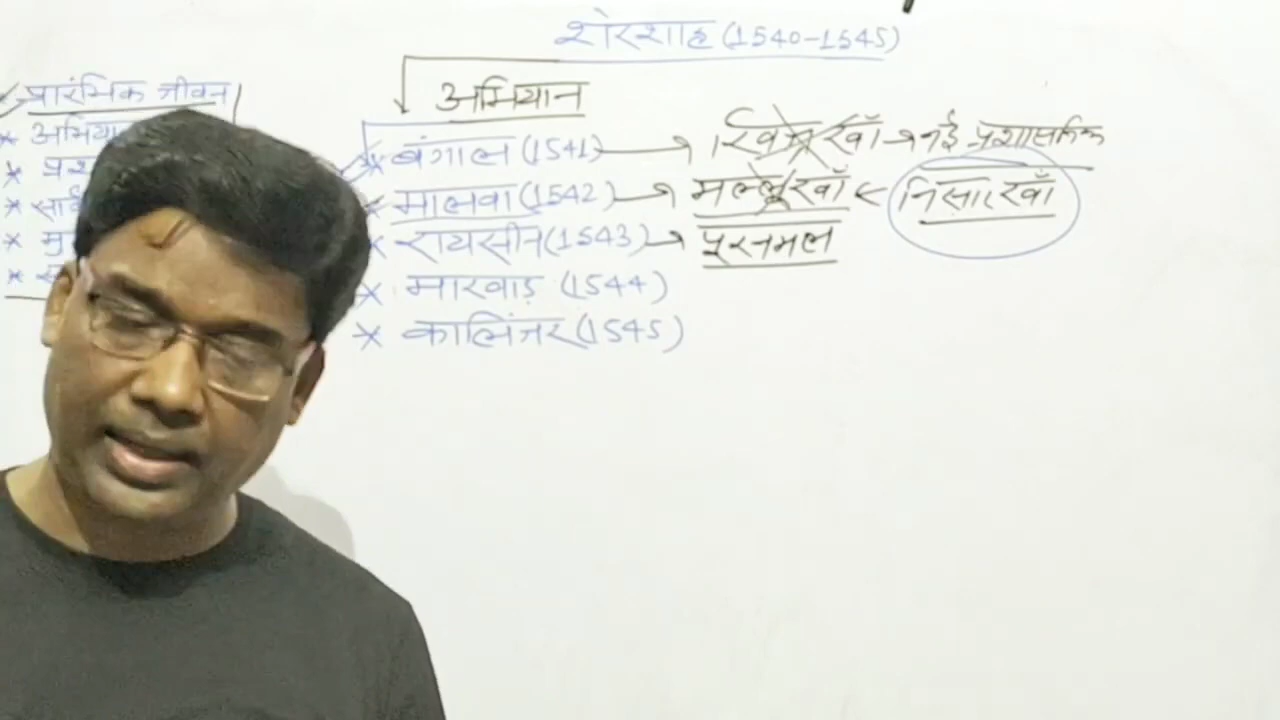 शेरशाह (1540-1545)
प्रारंभिक जीवन
अभियान
* बंगाल (1541) → खिज्र खाँ → नई प्रशासनिक
* मालवा (1542) → मल्लू खाँ < निसार खाँ
* रायसीन (1543) → पूरनमल
* मारवाड़ (1544)
* कालिंजर (1545)